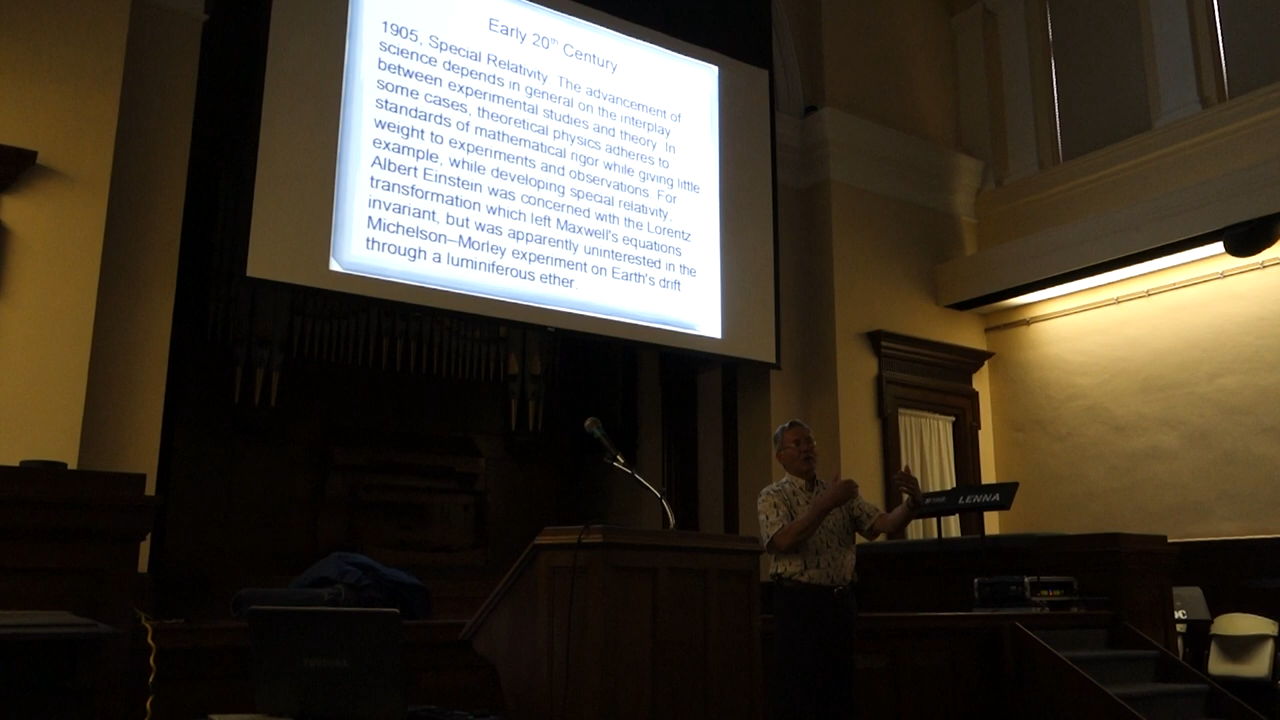 Early 20th Century
1905, Special Relativity. The advancement of
science depends in general on the interplay
between experimental studies and theory. In
some cases, theoretical physics adheres to
standards of mathematical rigor while giving little
weight to experiments and observations. For
example, while developing special relativity,
Albert Einstein was concerned with the Lorentz
transformation which left Maxwell's equations
invariant, but was apparently uninterested in the
Michelson–Morley experiment on Earth's drift
through a luminiferous ether.
LENNA